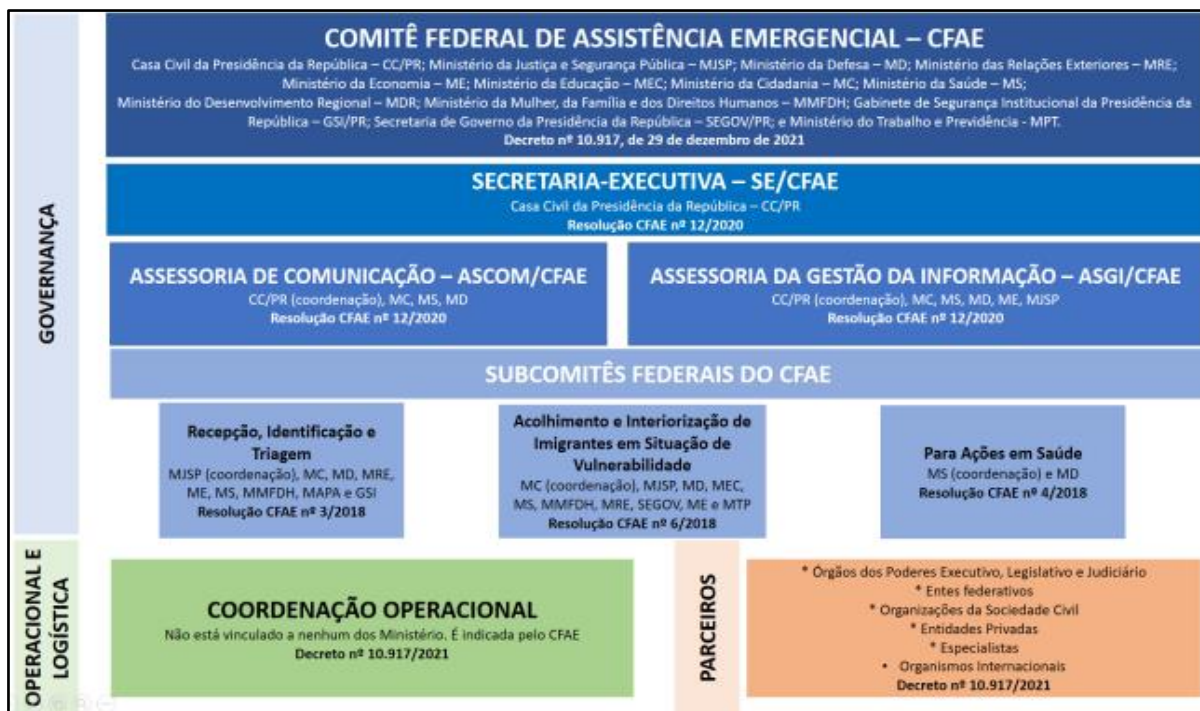 COMITÊ FEDERAL DE ASSISTÊNCIA EMERGENCIAL – CFAE
Casa Civil da Presidência da República – CC/PR; Ministério da Justiça e Segurança Pública – MJSP; Ministério da Defesa – MD; Ministério das Relações Exteriores – MRE;
Ministério da Economia – ME; Ministério da Educação – MEC; Ministério da Cidadania – MC; Ministério da Saúde – MS;
Ministério do Desenvolvimento Regional – MDR; Ministério da Mulher, da Família e dos Direitos Humanos – MMFDH; Gabinete de Segurança Institucional da Presidência da
República – GSI/PR; Secretaria de Governo da Presidência da República – SEGOV/PR; e Ministério do Trabalho e Previdência - MPT.
Decreto nº 10.917, de 29 de dezembro de 2021
GOVERNANÇA
SECRETARIA-EXECUTIVA – SE/CFAE
Casa Civil da Presidência da República – CC/PR
Resolução CFAE nº 12/2020
ASSESSORIA DE COMUNICAÇÃO – ASCOM/CFAE
CC/PR (coordenação), MC, MS, MD
Resolução CFAE nº 12/2020
ASSESSORIA DA GESTÃO DA INFORMAÇÃO – ASGI/CFAE
CC/PR (coordenação), MC, MS, MD, ME, MJSP
Resolução CFAE nº 12/2020
SUBCOMITÊS FEDERAIS DO CFAE
Recepção, Identificação e
Triagem
MJSP (coordenação), MC, MD, MRE,
ME, MS, MMFDH, MAPA e GSI
Resolução CFAE nº 3/2018
Acolhimento e Interiorização de
Imigrantes em Situação de
Vulnerabilidade
MC (coordenação), MJSP, MD, MEC,
MS, MMFDH, MRE, SEGOV, ME e MTP
Resolução CFAE nº 6/2018
Para Ações em Saúde
MS (coordenação) e MD
Resolução CFAE nº 4/2018
OPERACIONAL E
LOGÍSTICA
COORDENAÇÃO OPERACIONAL
Não está vinculado a nenhum dos Ministério. É indicada pelo CFAE
Decreto nº 10.917/2021
PARCEIROS
* Órgãos dos Poderes Executivo, Legislativo e Judiciário
* Entes federativos
* Organizações da Sociedade Civil
* Entidades Privadas
* Especialistas
• Organismos Internacionais
Decreto nº 10.917/2021